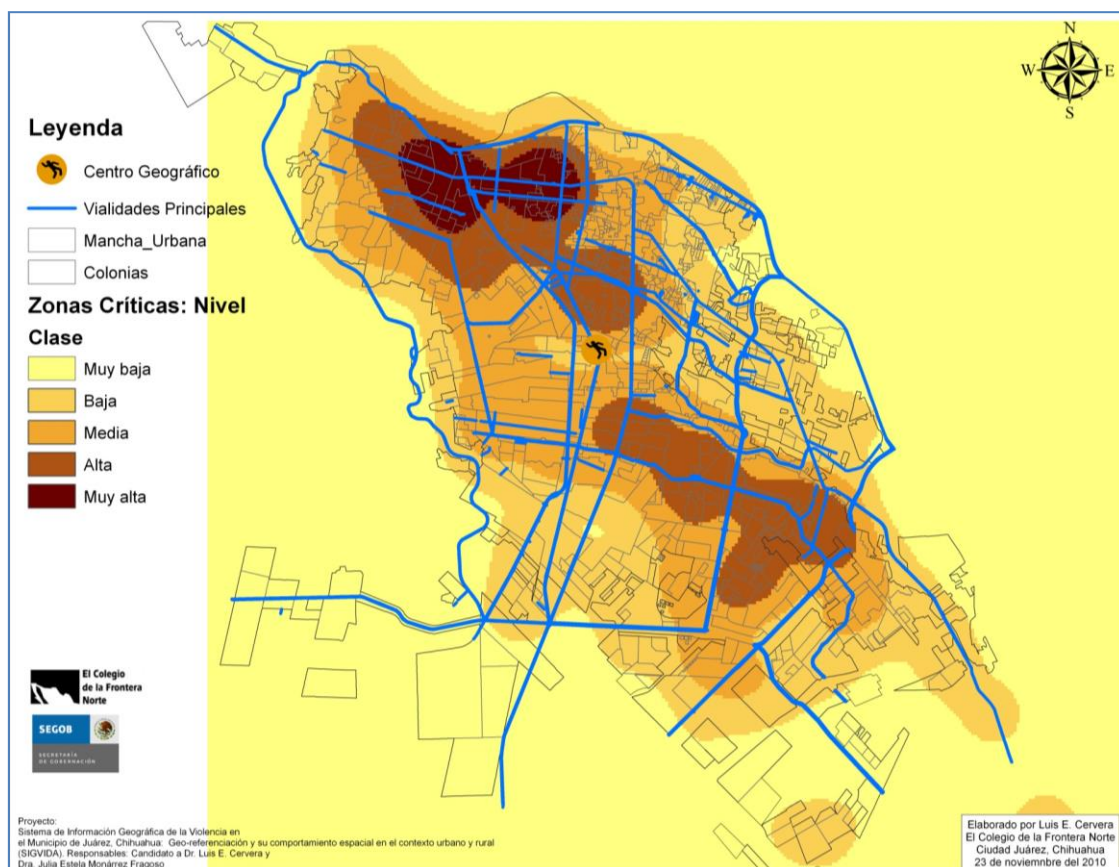 N
W
E
S
Leyenda
Centro Geográfico
Vialidades Principales
Mancha_Urbana
Colonias
Zonas Críticas: Nivel
Clase
Muy baja
Baja
Media
Alta
Muy alta
El Colegio
de la Frontera
Norte
SEGOB
SECRETARÍA
DE GOBERNACIÓN
Proyecto:
Sistema de Información Geográfica de la Violencia en
el Municipio de Juárez, Chihuahua: Geo-referenciación y su comportamiento espacial en el contexto urbano y rural
(SIGVIDA). Responsables: Candidato a Dr. Luis E. Cervera y
Dra. Julia Estela Monárrez Fragoso
Elaborado por Luis E. Cervera
El Colegio de la Frontera Norte
Ciudad Juárez, Chihuahua
23 de noviembre del 2010